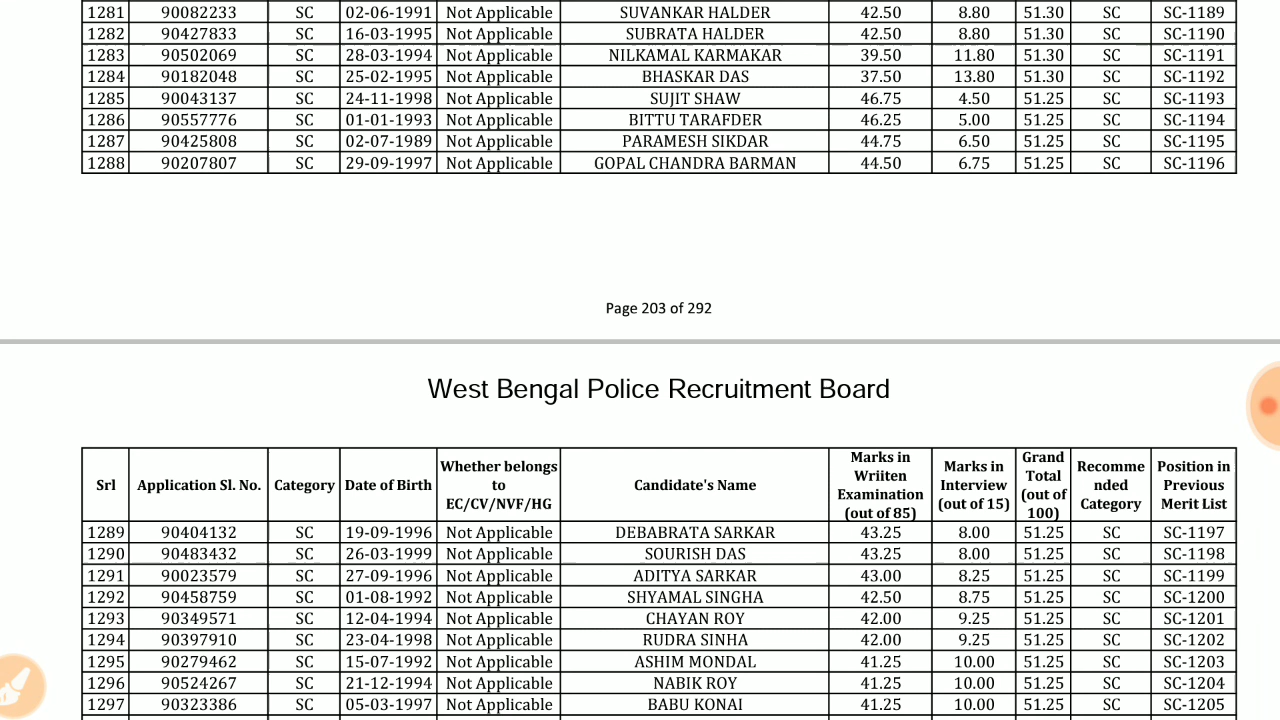 1281 90082233 SC 02-06-1991 Not Applicable SUVANKAR HALDER 42.50 8.80 51.30 SC SC-1189
1282 90427833 SC 16-03-1995 Not Applicable SUBRATA HALDER 42.50 8.80 51.30 SC SC-1190
1283 90502069 SC 28-03-1994 Not Applicable NILKAMAL KARMAKAR 39.50 11.80 51.30 SC SC-1191
1284 90182048 SC 25-02-1995 Not Applicable BHASKAR DAS 37.50 13.80 51.30 SC SC-1192
1285 90043137 SC 24-11-1998 Not Applicable SUJIT SHAW 46.75 4.50 51.25 SC SC-1193
1286 90557776 SC 01-01-1993 Not Applicable BITTU TARAFDER 46.25 5.00 51.25 SC SC-1194
1287 90425808 SC 02-07-1989 Not Applicable PARAMESH SIKDAR 44.75 6.50 51.25 SC SC-1195
1288 90207807 SC 29-09-1997 Not Applicable GOPAL CHANDRA BARMAN 44.50 6.75 51.25 SC SC-1196
Page 203 of 292
West Bengal Police Recruitment Board
Srl
Application Sl. No.
Category
Date of Birth
Whether belongs
to
EC/CV/NVF/HG
Candidate's Name
Marks in
Wriiten
Examination
(out of 85)
Marks in
Interview
(out of 15)
Grand
Total
(out of
100)
Recomme
nded
Category
Position in
Previous
Merit List
1289 90404132 SC 19-09-1996 Not Applicable DEBABRATA SARKAR 43.25 8.00 51.25 SC SC-1197
1290 90483432 SC 26-03-1999 Not Applicable SOURISH DAS 43.25 8.00 51.25 SC SC-1198
1291 90023579 SC 27-09-1996 Not Applicable ADITYA SARKAR 43.00 8.25 51.25 SC SC-1199
1292 90458759 SC 01-08-1992 Not Applicable SHYAMAL SINGHA 42.50 8.75 51.25 SC SC-1200
1293 90349571 SC 12-04-1994 Not Applicable CHAYAN ROY 42.00 9.25 51.25 SC SC-1201
1294 90397910 SC 23-04-1998 Not Applicable RUDRA SINHA 42.00 9.25 51.25 SC SC-1202
1295 90279462 SC 15-07-1992 Not Applicable ASHIM MONDAL 41.25 10.00 51.25 SC SC-1203
1296 90524267 SC 21-12-1994 Not Applicable NABIK ROY 41.25 10.00 51.25 SC SC-1204
1297 90323386 SC 05-03-1997 Not Applicable BABU KONAI 41.25 10.00 51.25 SC SC-1205